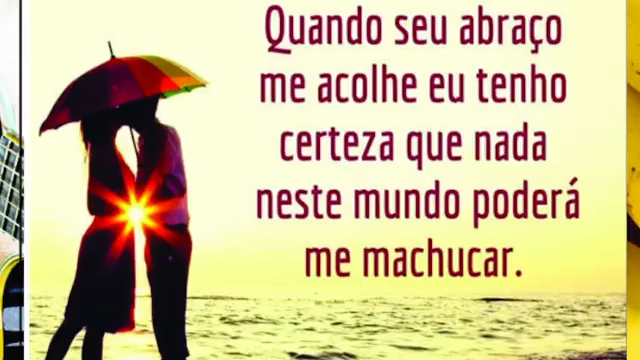 Quando seu abraço
me acolhe eu tenho
certeza que nada
neste mundo poderá
me machucar.